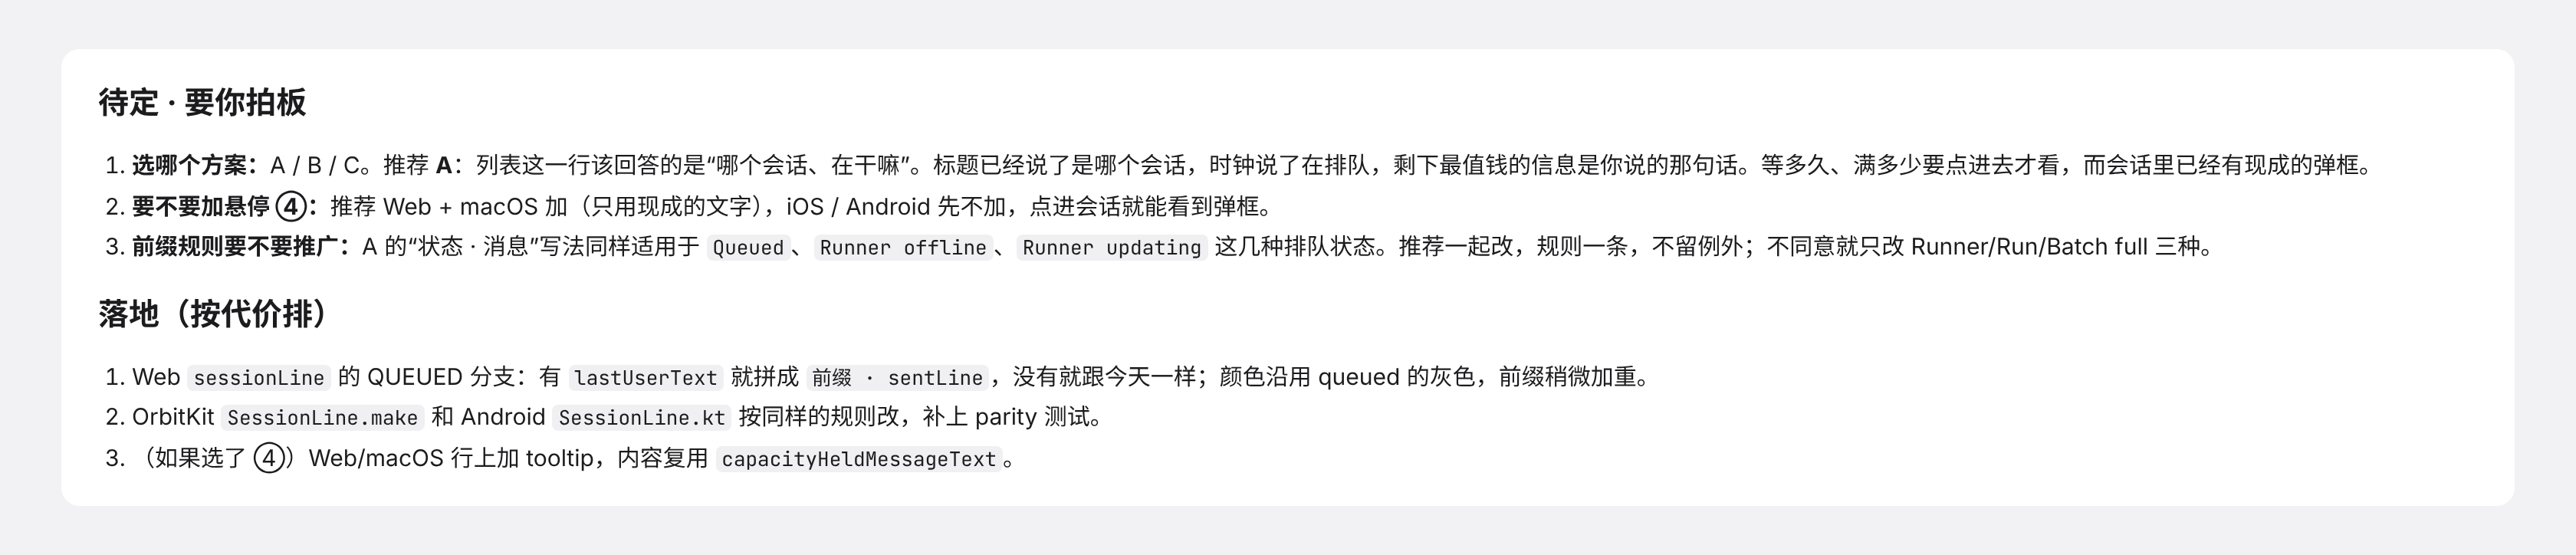 待定 · 要你拍板
1. 选哪个方案：A / B / C。推荐 A：列表这一行该回答的是“哪个会话、在干嘛”。标题已经说了是哪个会话，时钟说了在排队，剩下最值钱的信息是你说的那句话。等多久、满多少要点进去才看，而会话里已经有现成的弹框。
2. 要不要加悬停 ④：推荐 Web + macOS 加（只用现成的文字），iOS / Android 先不加，点进会话就能看到弹框。
3. 前缀规则要不要推广：A 的“状态 · 消息”写法同样适用于 Queued、Runner offline、Runner updating 这几种排队状态。推荐一起改，规则一条，不留例外；不同意就只改 Runner/Run/Batch full 三种。
落地（按代价排）
1. Web sessionLine 的 QUEUED 分支：有 lastUserText 就拼成 前缀 · sentLine，没有就跟今天一样；颜色沿用 queued 的灰色，前缀稍微加重。
2. OrbitKit SessionLine.make 和 Android SessionLine.kt 按同样的规则改，补上 parity 测试。
3. （如果选了 ④）Web/macOS 行上加 tooltip，内容复用 capacityHeldMessageText。